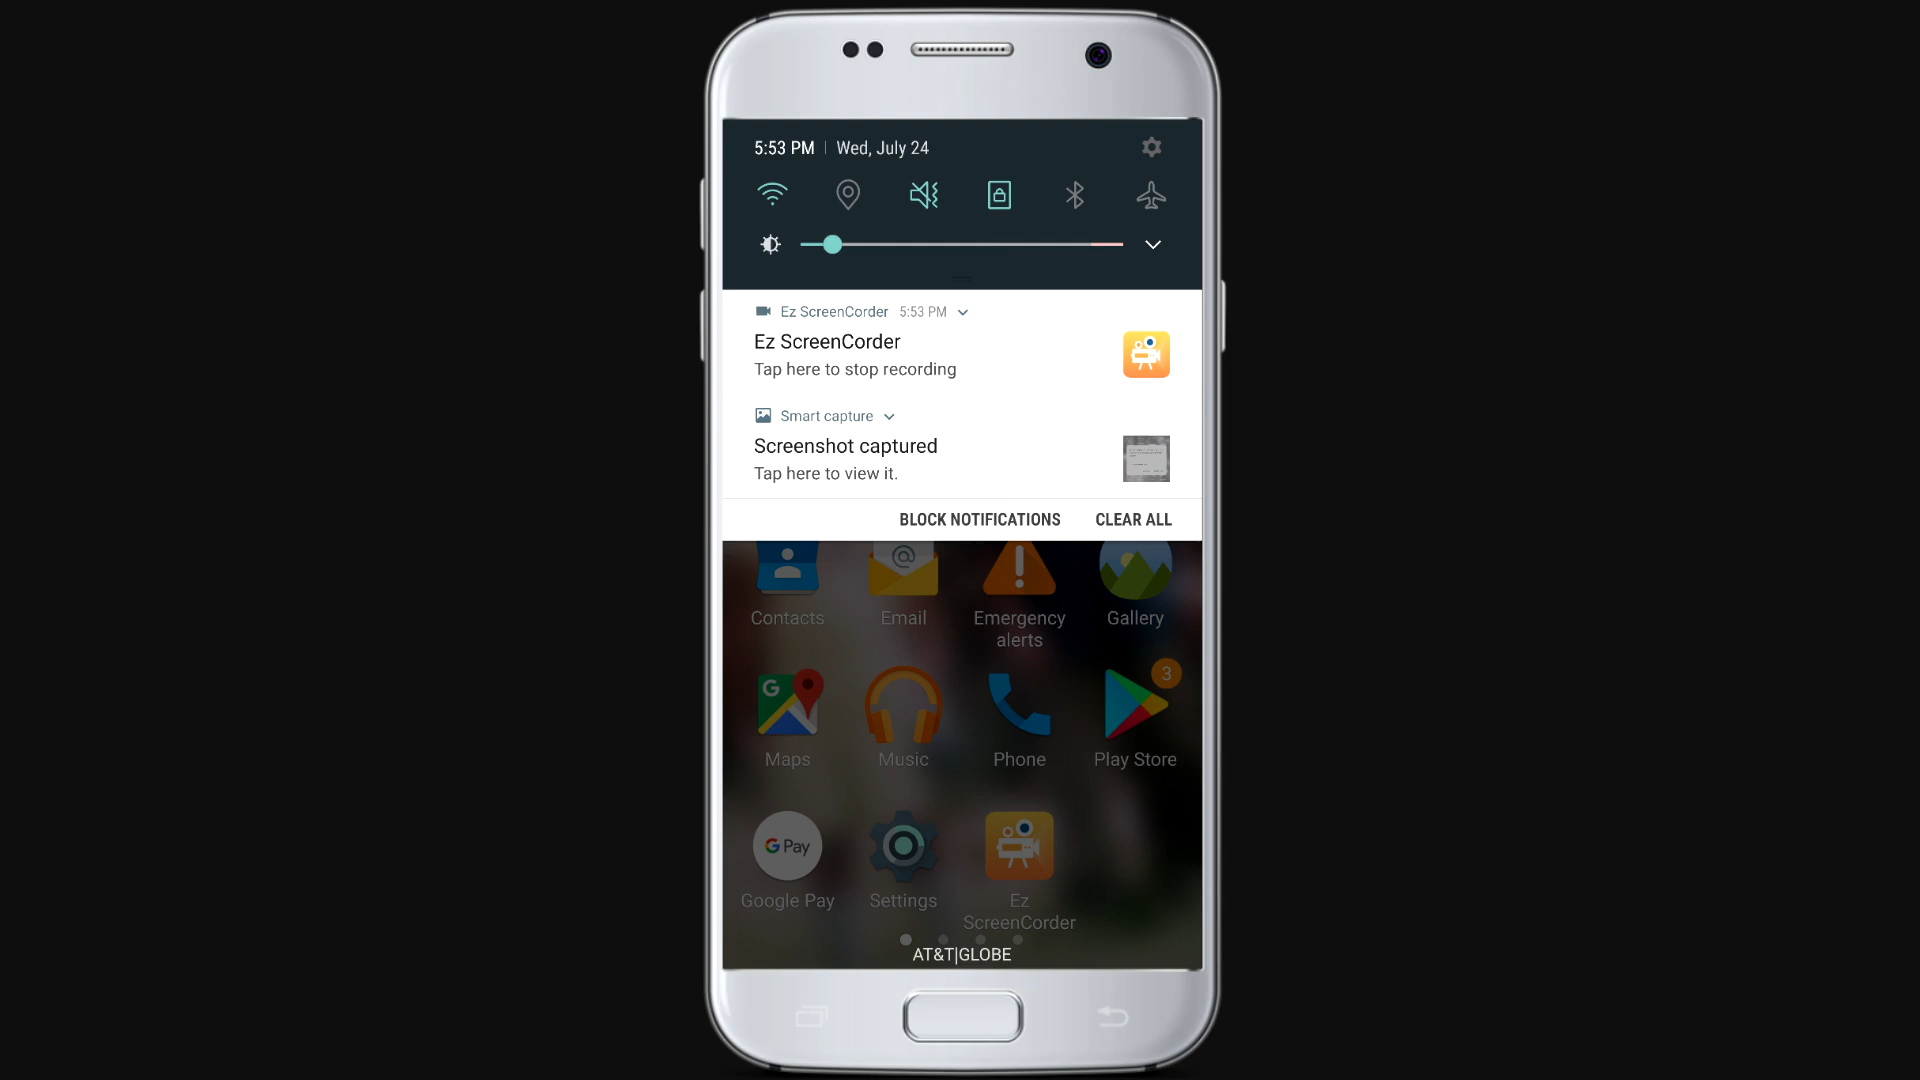 5:53 PM | Wed, July 24
Ez ScreenCorder 5:53 PM
Ez ScreenCorder
Tap here to stop recording
Smart capture
Screenshot captured
Tap here to view it.
BLOCK NOTIFICATIONS CLEAR ALL
@
Contacts Email Emergency alerts Gallery
G 3
Maps Music Phone Play Store
G Pay
Google Pay Settings Ez ScreenCorder
AT&T|GLOBE